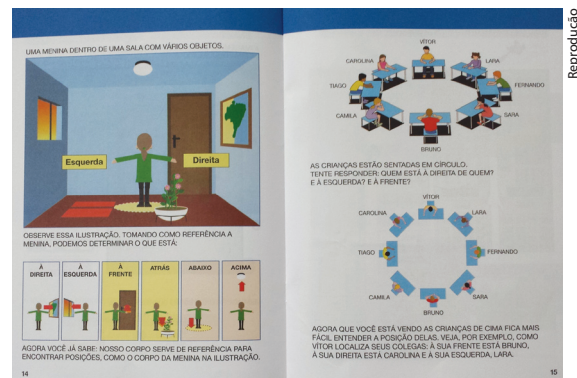 UMA MENINA DENTRO DE UMA SALA COM VÁRIOS OBJETOS.
Esquerda
Direita
OBSERVE ESSA ILUSTRAÇÃO. TOMANDO COMO REFERÊNCIA A
MENINA, PODEMOS DETERMINAR O QUE ESTÁ:
À
DIREITA
À
ESQUERDA
À
FRENTE
ATRÁS
ABAIXO
ACIMA
AGORA VOCÊ JÁ SABE: NOSSO CORPO SERVE DE REFERÊNCIA PARA
ENCONTRAR POSIÇÕES, COMO O CORPO DA MENINA NA ILUSTRAÇÃO.
14
VÍTOR
CAROLINA
LARA
TIAGO
FERNANDO
CAMILA
SARA
BRUNO
AS CRIANÇAS ESTÃO SENTADAS EM CÍRCULO.
TENTE RESPONDER: QUEM ESTÁ À DIREITA DE QUEM?
E À ESQUERDA? E À FRENTE?
VÍTOR
CAROLINA
LARA
TIAGO
FERNANDO
CAMILA
SARA
BRUNO
AGORA QUE VOCÊ ESTÁ VENDO AS CRIANÇAS DE CIMA FICA MAIS
FÁCIL ENTENDER A POSIÇÃO DELAS. VEJA, POR EXEMPLO, COMO
VÍTOR LOCALIZA SEUS COLEGAS: À SUA FRENTE ESTÁ BRUNO,
À SUA DIREITA ESTÁ CAROLINA E À SUA ESQUERDA, LARA.
15
Reprodução